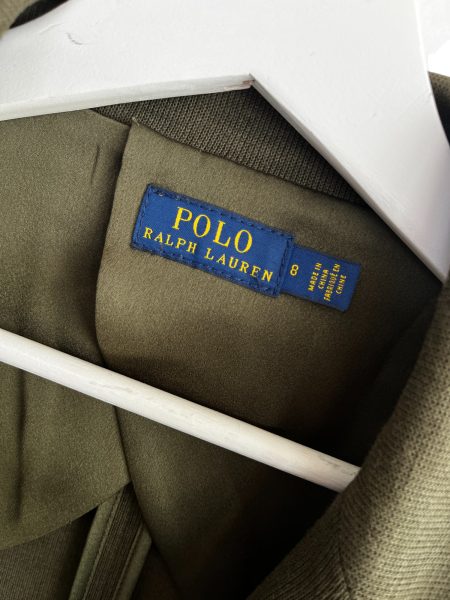 POLO
RALPH LAUREN
8
MADE IN
CHINA
FABRIQUÉ EN
CHINE